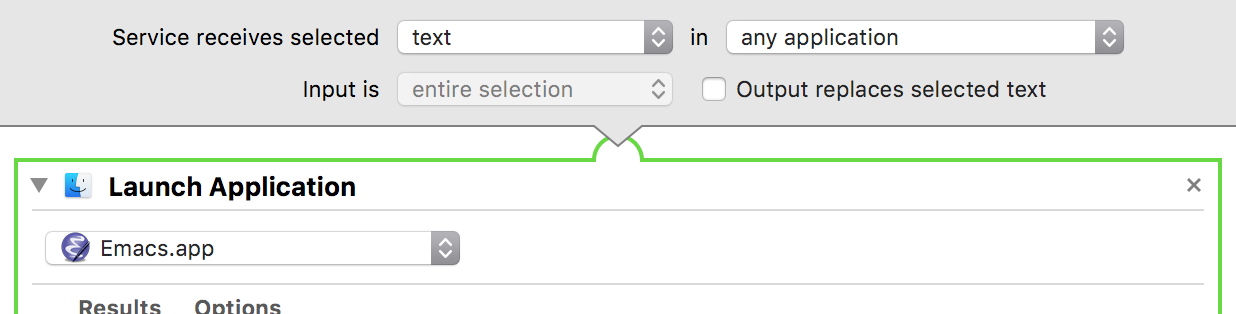 Service receives selected text in any application
Input is entire selection Output replaces selected text
Launch Application
Emacs.app
Results Options